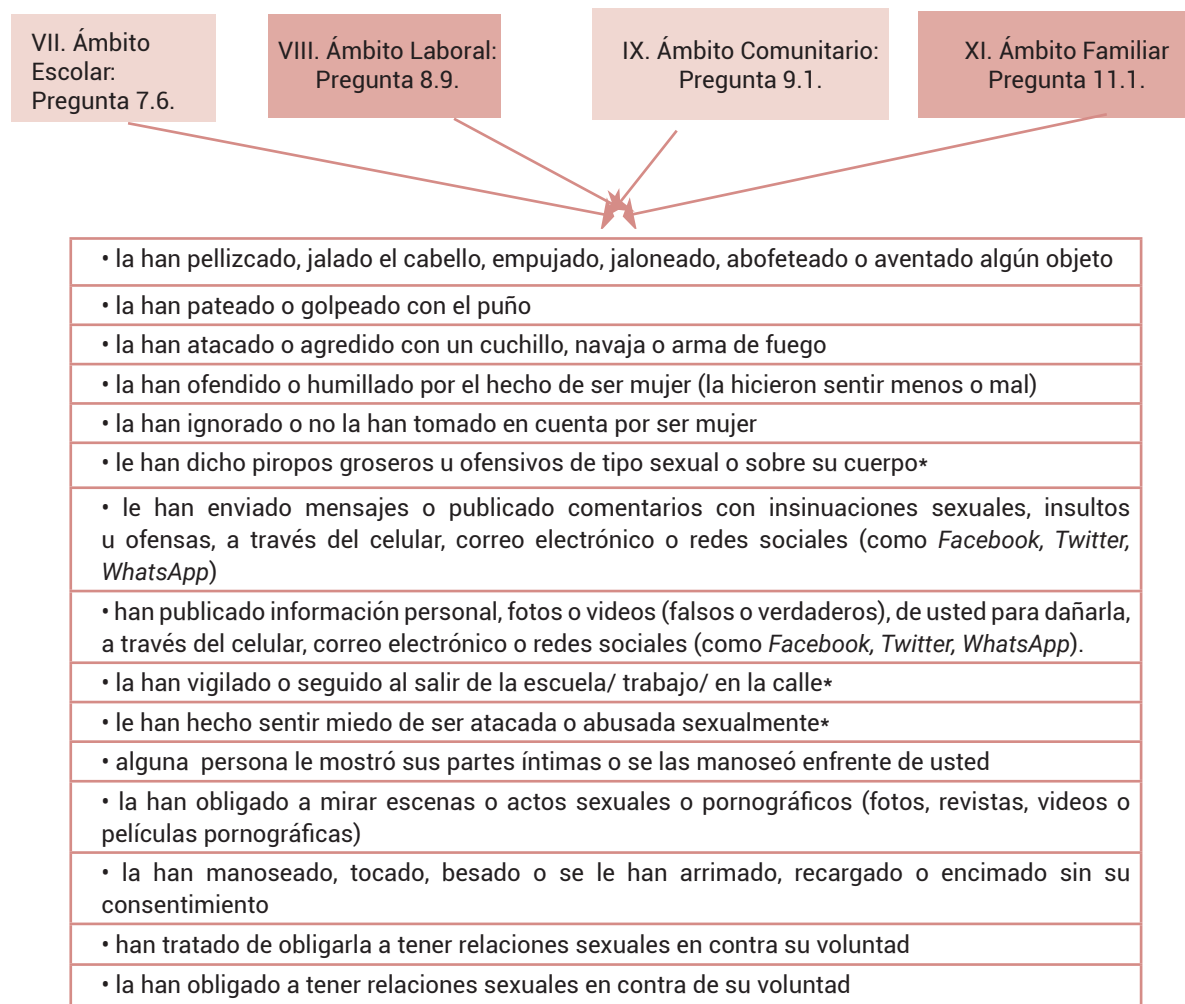 VII. Ámbito
Escolar:
Pregunta 7.6.
VIII. Ámbito Laboral:
Pregunta 8.9.
IX. Ámbito Comunitario:
Pregunta 9.1.
XI. Ámbito Familiar
Pregunta 11.1.
• la han pellizcado, jalado el cabello, empujado, jaloneado, abofeteado o aventado algún objeto
• la han pateado o golpeado con el puño
• la han atacado o agredido con un cuchillo, navaja o arma de fuego
• la han ofendido o humillado por el hecho de ser mujer (la hicieron sentir menos o mal)
• la han ignorado o no la han tomado en cuenta por ser mujer
• le han dicho piropos groseros u ofensivos de tipo sexual o sobre su cuerpo*
• le han enviado mensajes o publicado comentarios con insinuaciones sexuales, insultos
u ofensas, a través del celular, correo electrónico o redes sociales (como Facebook, Twitter,
WhatsApp)
• han publicado información personal, fotos o videos (falsos o verdaderos), de usted para dañarla,
a través del celular, correo electrónico o redes sociales (como Facebook, Twitter, WhatsApp).
• la han vigilado o seguido al salir de la escuela/ trabajo/ en la calle*
• le han hecho sentir miedo de ser atacada o abusada sexualmente*
• alguna persona le mostró sus partes íntimas o se las manoseó enfrente de usted
• la han obligado a mirar escenas o actos sexuales o pornográficos (fotos, revistas, videos o
películas pornográficas)
• la han manoseado, tocado, besado o se le han arrimado, recargado o encimado sin su
consentimiento
• han tratado de obligarla a tener relaciones sexuales en contra su voluntad
• la han obligado a tener relaciones sexuales en contra de su voluntad